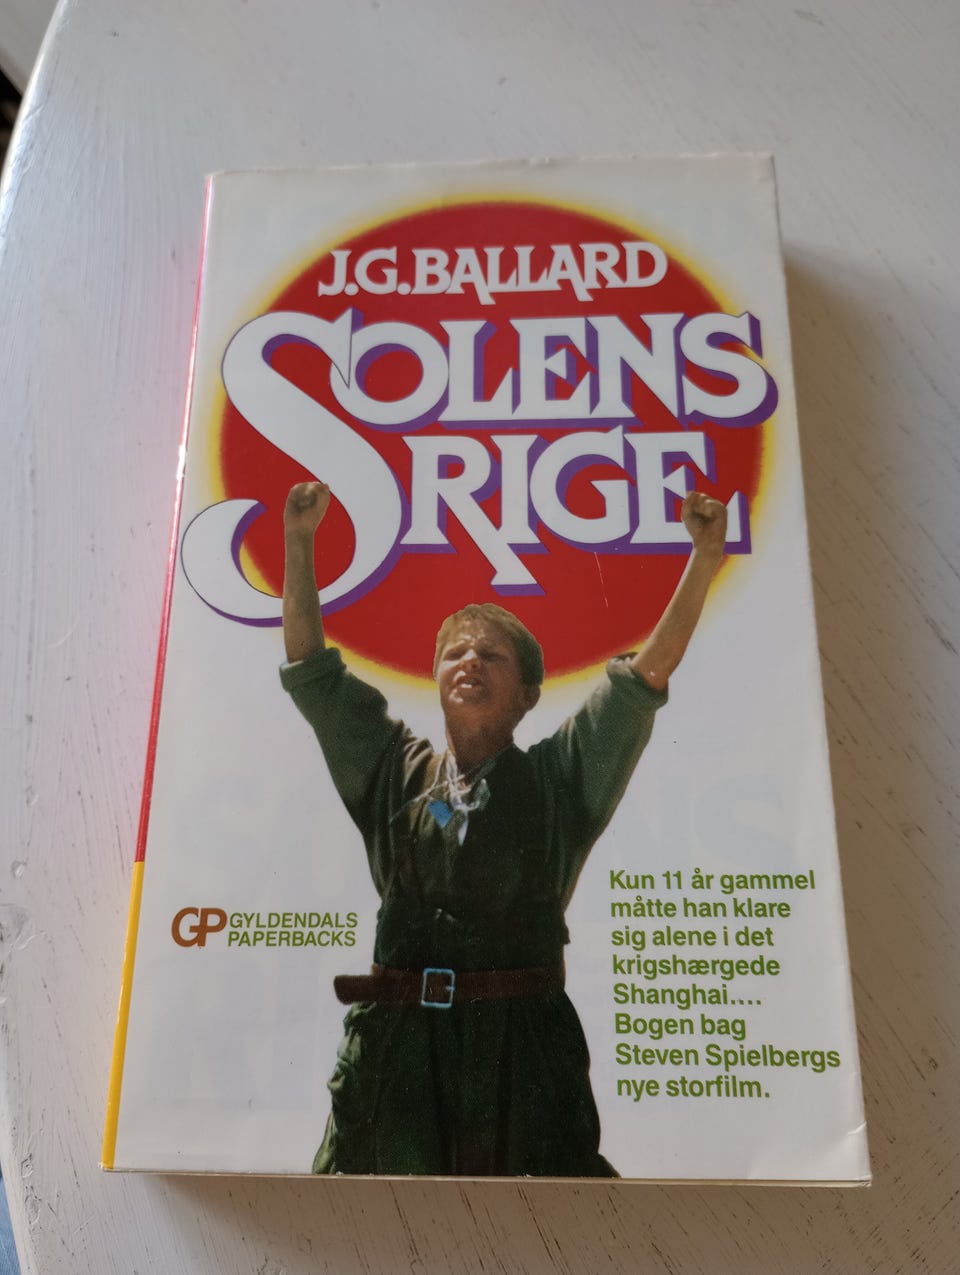 J.G. BALLARD
SOLENS
RIGE
GP GYLDENDALS
PAPERBACKS
Kun 11 år gammel
måtte han klare
sig alene i det
krigshærgede
Shanghai....
Bogen bag
Steven Spielbergs
nye storfilm.